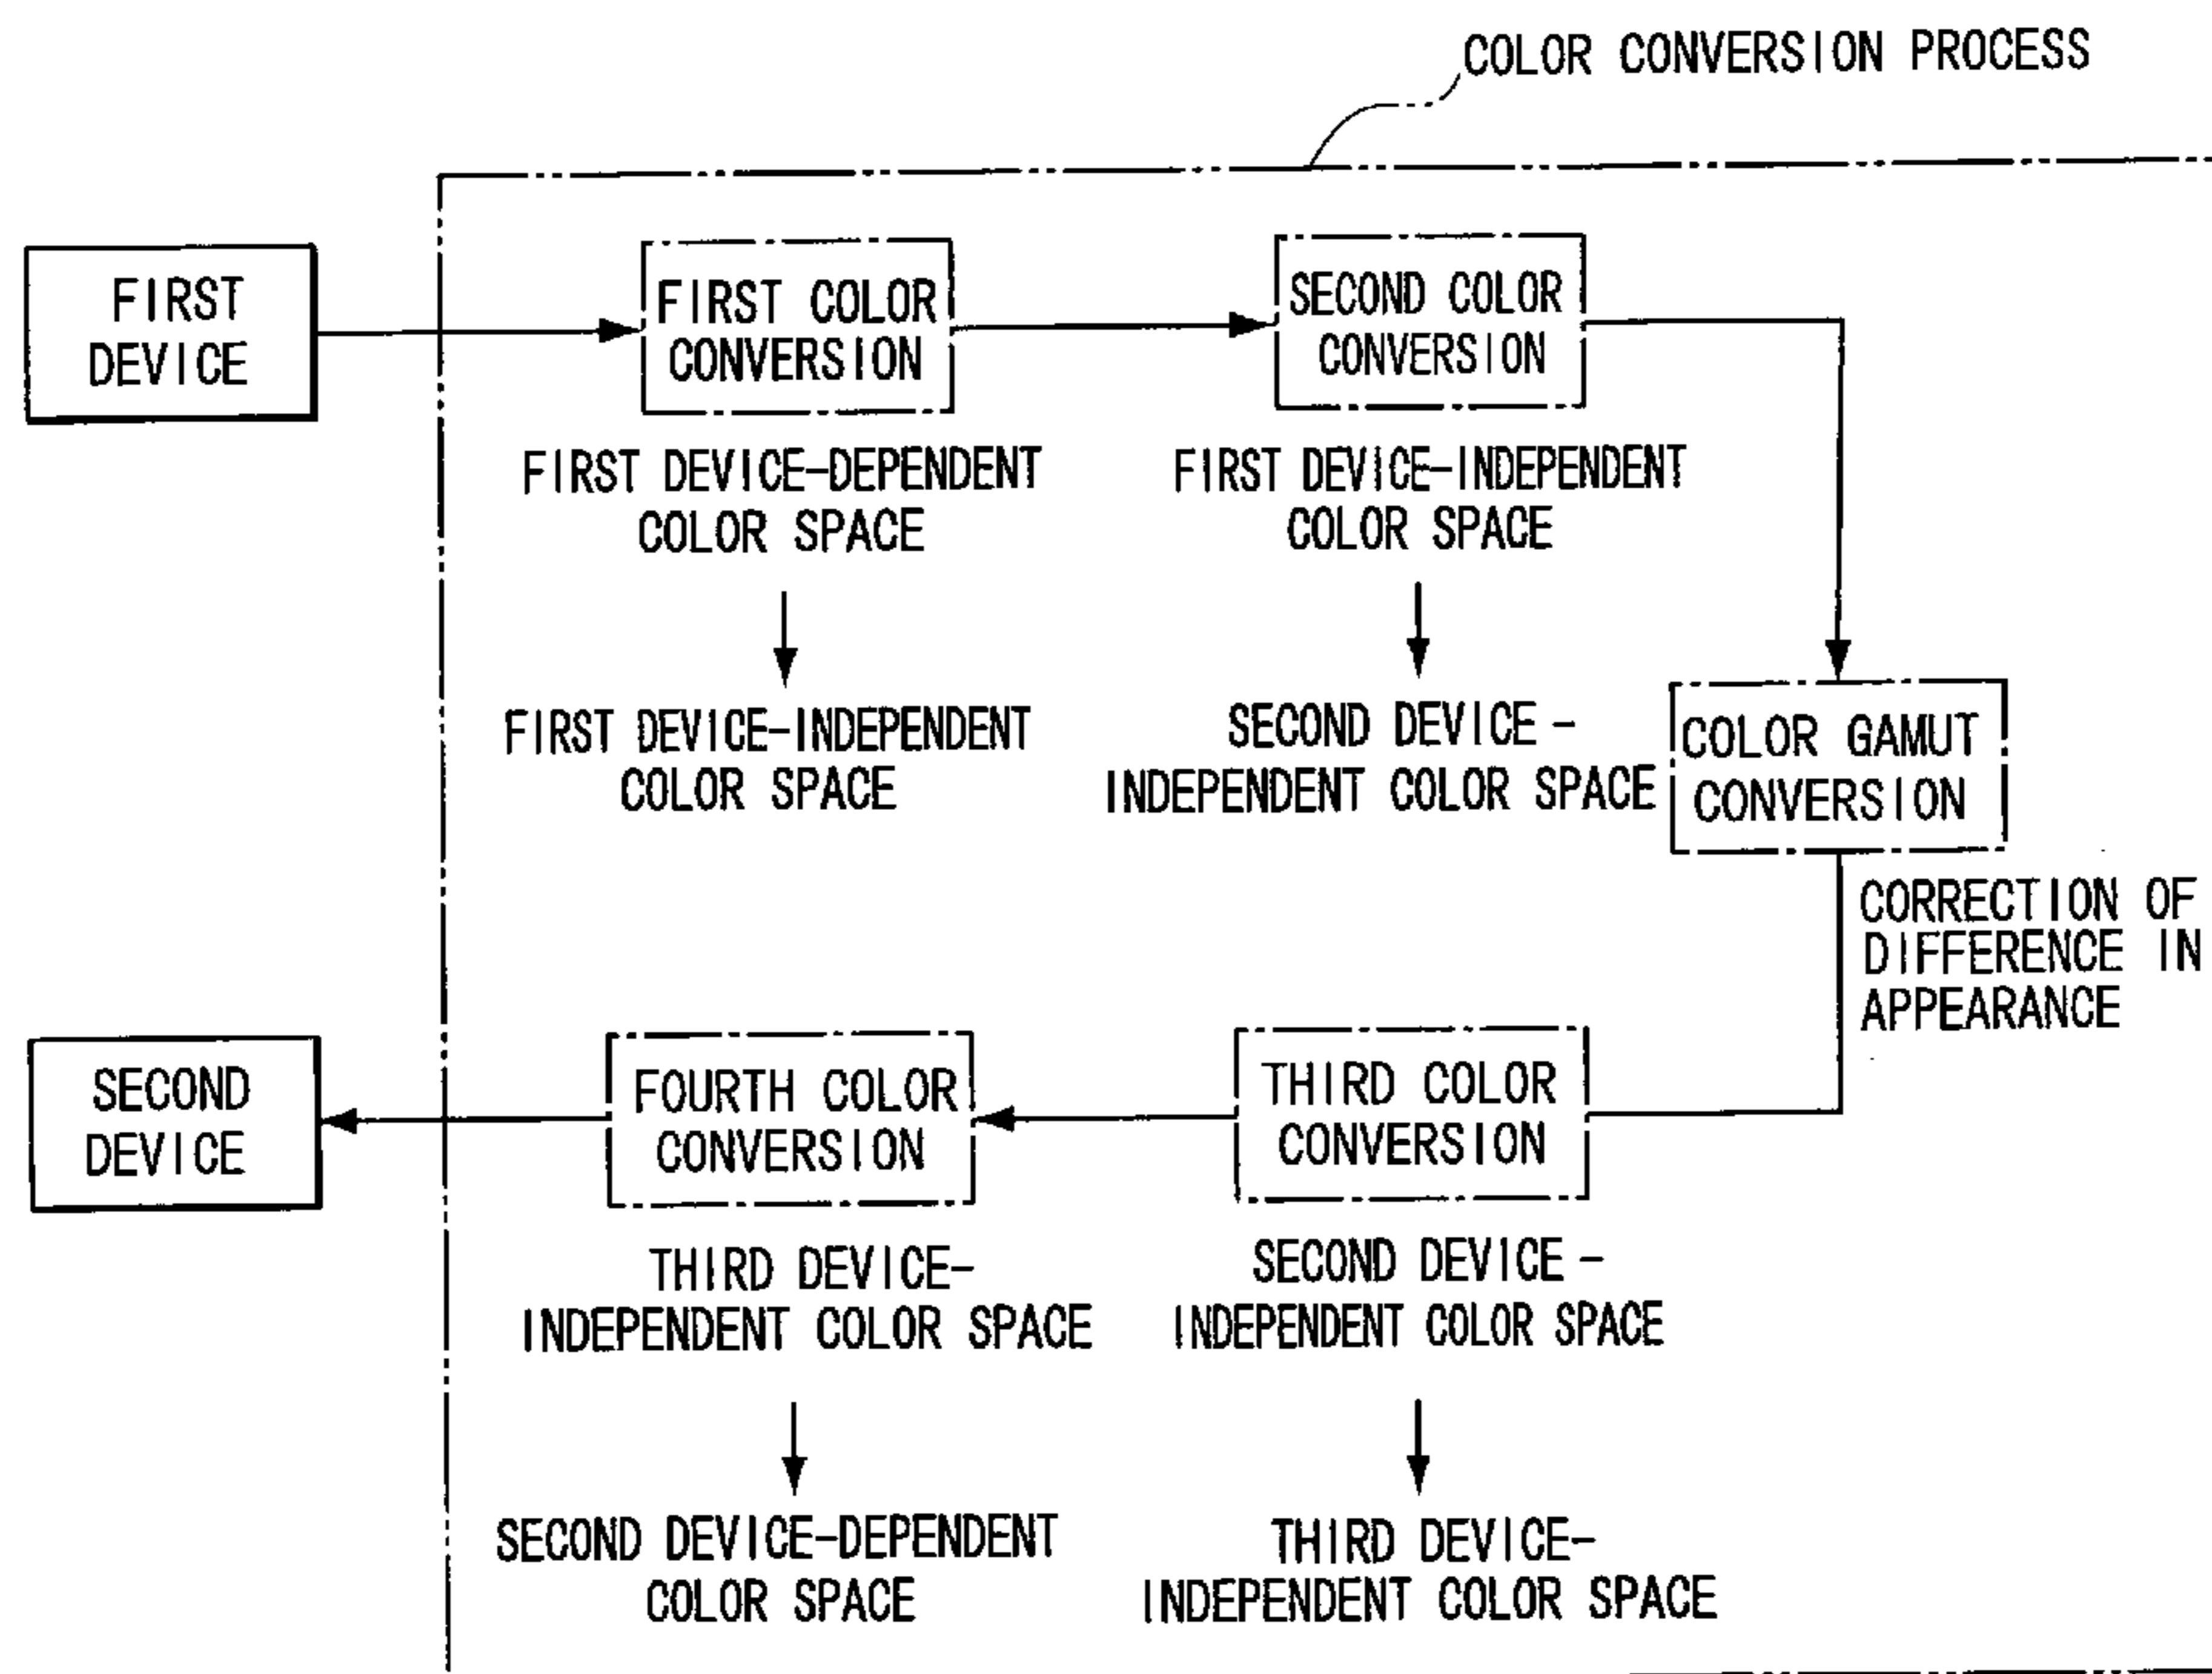 COLOR CONVERSION PROCESS
FIRST
DEVICE
FIRST COLOR
CONVERSION
SECOND COLOR
CONVERSION
FIRST DEVICE-DEPENDENT
COLOR SPACE
FIRST DEVICE-INDEPENDENT
COLOR SPACE
FIRST DEVICE-INDEPENDENT
COLOR SPACE
SECOND DEVICE-
INDEPENDENT COLOR SPACE
COLOR GAMUT
CONVERSION
CORRECTION OF
DIFFERENCE IN
APPEARANCE
SECOND
DEVICE
FOURTH COLOR
CONVERSION
THIRD COLOR
CONVERSION
THIRD DEVICE-
INDEPENDENT COLOR SPACE
SECOND DEVICE-DEPENDENT
COLOR SPACE
SECOND DEVICE-
INDEPENDENT COLOR SPACE
THIRD DEVICE-
INDEPENDENT COLOR SPACE